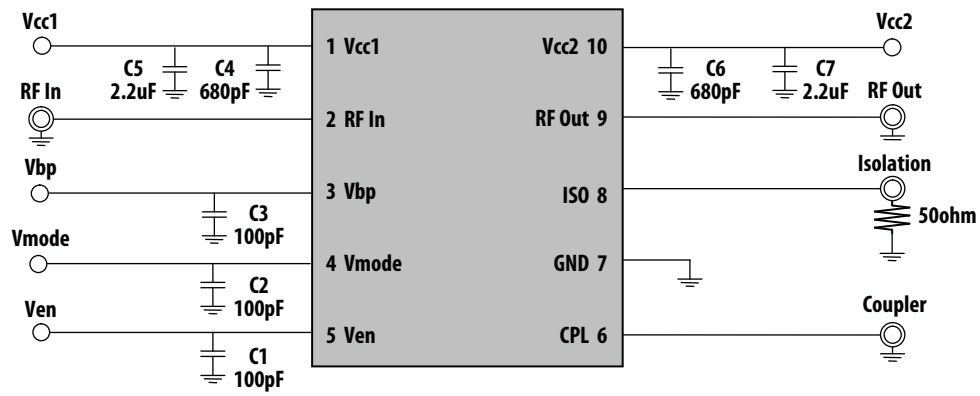 Vcc1
Vcc2
1 Vcc1
Vcc2 10
C5
2.2uF
C4
680pF
C6
680pF
C7
2.2uF
RF In
RF Out
2 RF In
RF Out 9
Vbp
Isolation
3 Vbp
ISO 8
C3
100pF
50ohm
Vmode
4 Vmode
GND 7
C2
100pF
Ven
Coupler
5 Ven
CPL 6
C1
100pF